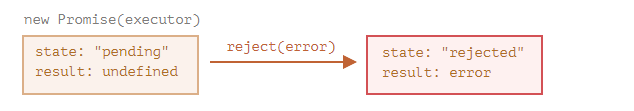 new Promise(executor)
state: "pending"
result: undefined
reject(error)
state: "rejected"
result: error